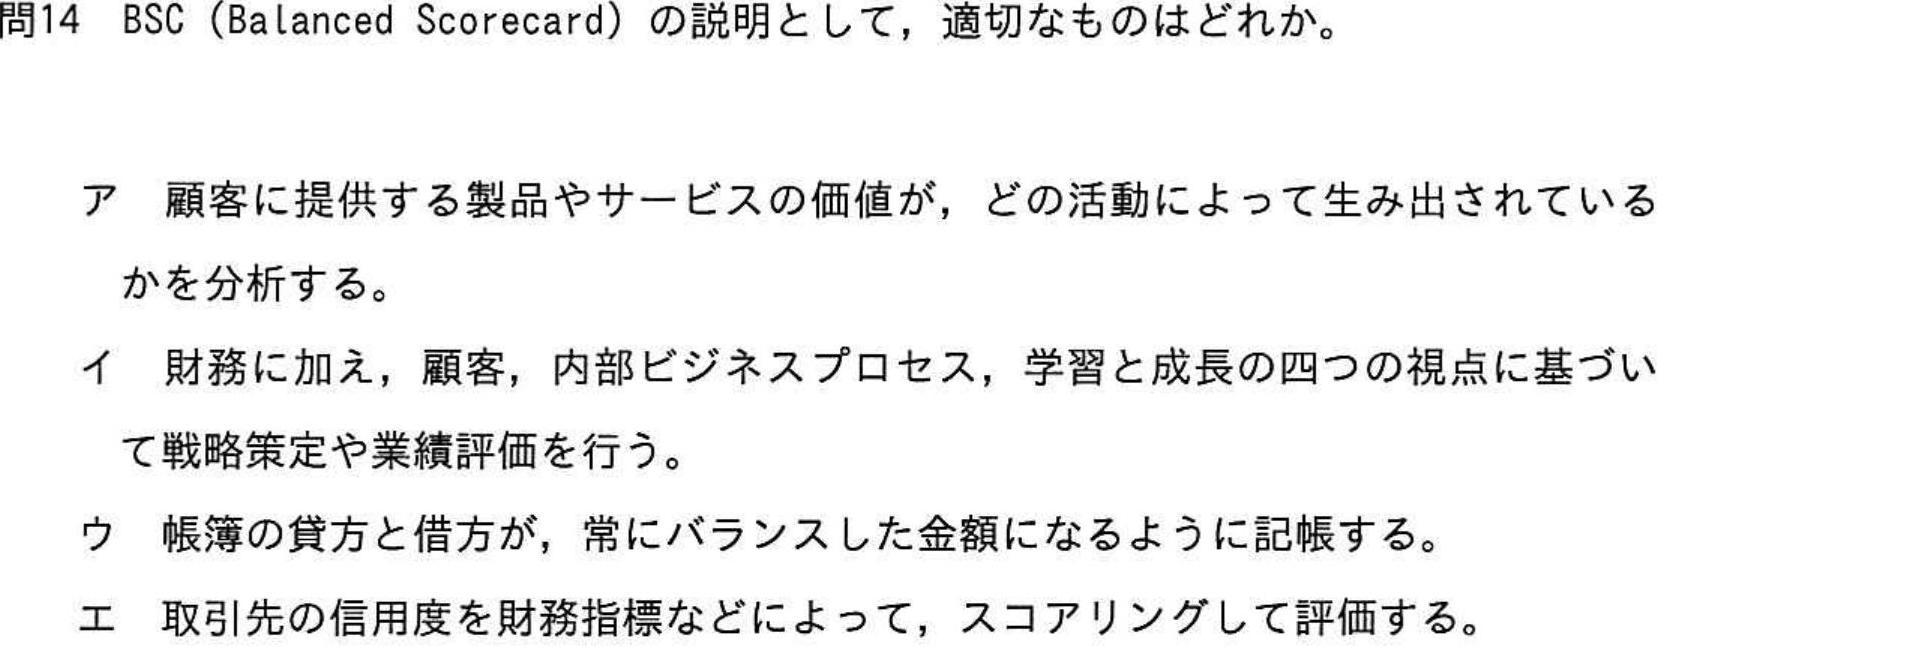 問14　BSC（Balanced Scorecard）の説明として，適切なものはどれか。
ア　顧客に提供する製品やサービスの価値が，どの活動によって生み出されている
かを分析する。
イ　財務に加え，顧客，内部ビジネスプロセス，学習と成長の四つの視点に基づい
て戦略策定や業績評価を行う。
ウ　帳簿の貸方と借方が，常にバランスした金額になるように記帳する。
エ　取引先の信用度を財務指標などによって，スコアリングして評価する。